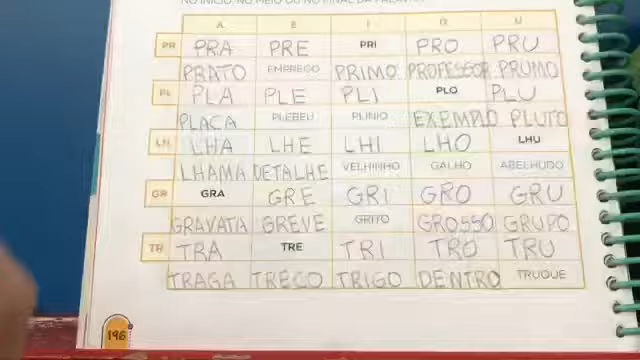 NO INÍCIO, NO MEIO OU NO FINAL DA PALAVRA.
A E I O U
PR PRA PRE PRI PRO PRU
PRATO EMPREGO PRIMO PROFESSOR PRUMO
PL PLA PLE PLI PLO PLU
PLACA PLEBEU PLINIO EXEMPLO PLUTO
LH LHA LHE LHI LHO LHU
LHAMA DETALHE VELHINHO GALHO ABELHUDO
GR GRA GRE GRI GRO GRU
GRAVATA GREVE GRITO GROSSO GRUPO
TR TRA TRE TRI TRO TRU
TRAGA TRECO TRIGO DENTRO TRUQUE
196